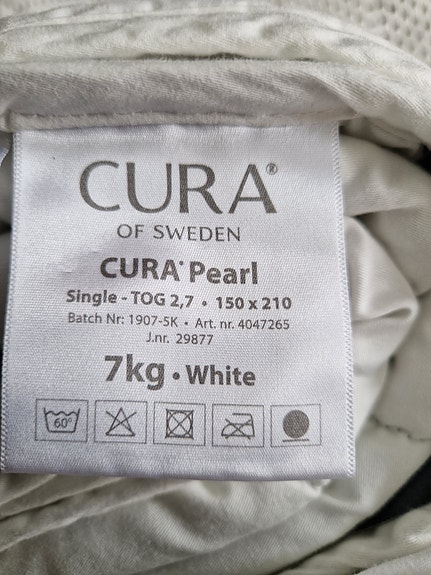 CURA®
OF SWEDEN
CURA® Pearl
Single - TOG 2,7 • 150 x 210
Batch Nr: 1907-5K • Art. nr. 4047265
J.nr. 29877
7kg • White
60°